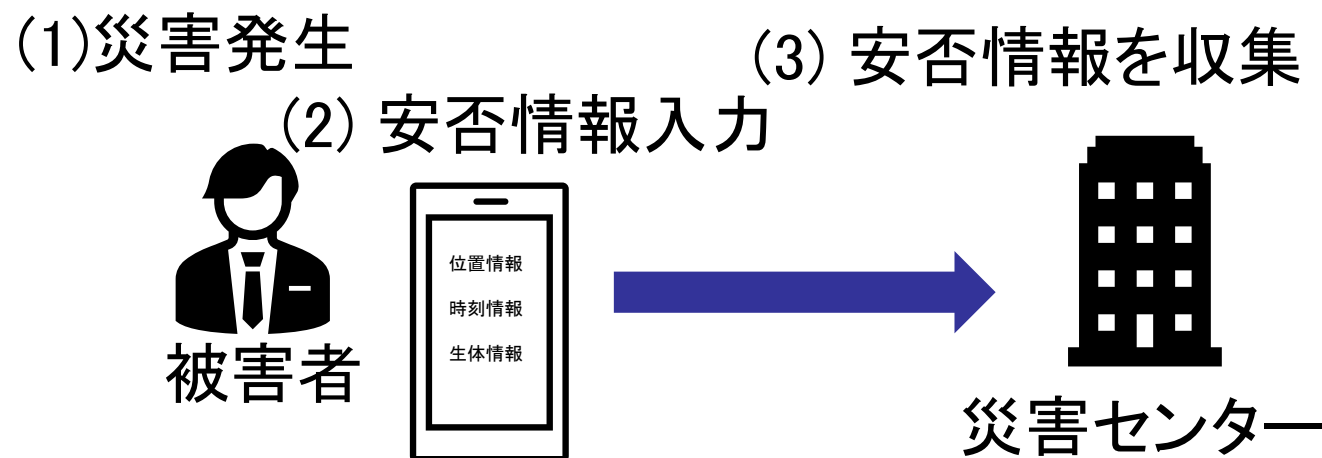 (1)災害発生
(2) 安否情報入力
(3) 安否情報を収集
位置情報
時刻情報
生体情報
被害者
災害センター